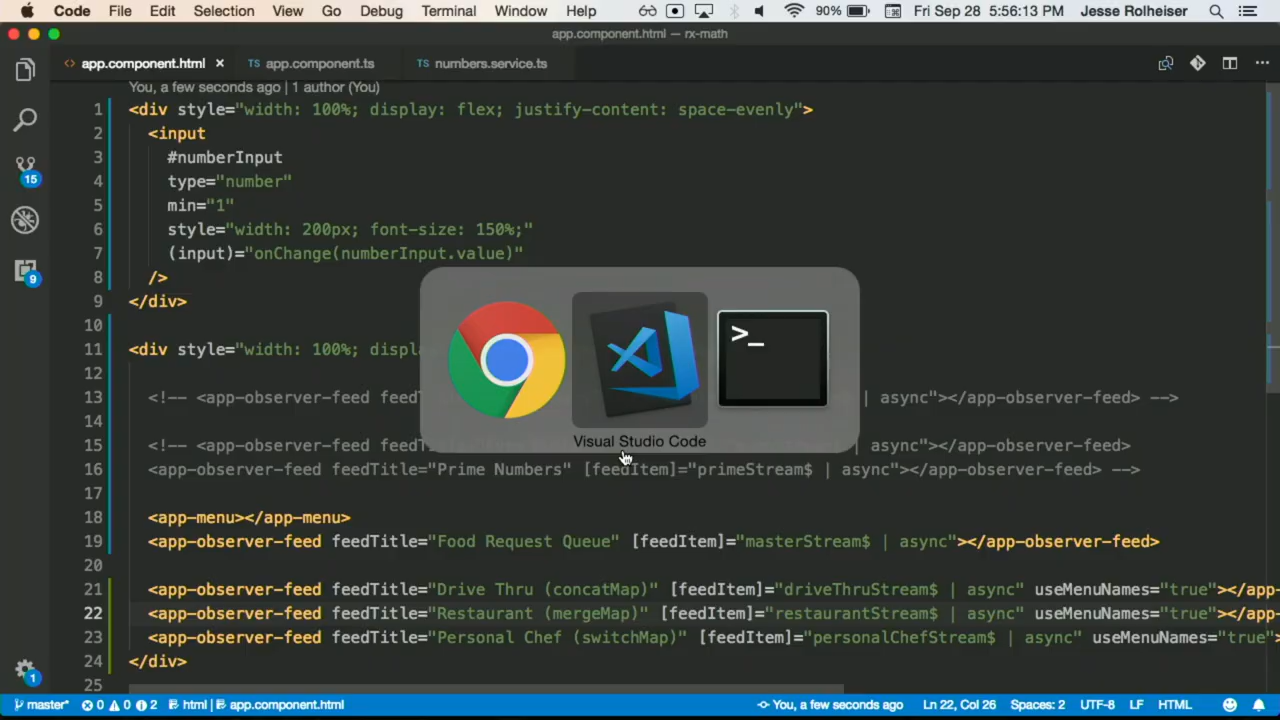 Code File Edit Selection View Go Debug Terminal Window Help 90% Fri Sep 28 5:56:13 PM Jesse Rolheiser
app.component.html — rx-math
<> app.component.html × TS app.component.ts TS numbers.service.ts
You, a few seconds ago | 1 author (You)
1 <div style="width: 100%; display: flex; justify-content: space-evenly">
2 <input
3 #numberInput
4 type="number"
5 min="1"
6 style="width: 200px; font-size: 150%;"
7 (input)="onChange(numberInput.value)"
8 />
9 </div>
10
11 <div style="width: 100%; displ
12
13 <!-- <app-observer-feed feedT | async"></app-observer-feed> -->
14
15 <!-- <app-observer-feed feedT | async"></app-observer-feed>
16 <app-observer-feed feedTitle="Prime Numbers" [feedItem]="primeStream$ | async"></app-observer-feed> -->
17
18 <app-menu></app-menu>
19 <app-observer-feed feedTitle="Food Request Queue" [feedItem]="masterStream$ | async"></app-observer-feed>
20
21 <app-observer-feed feedTitle="Drive Thru (concatMap)" [feedItem]="driveThruStream$ | async" useMenuNames="true"></app-
22 <app-observer-feed feedTitle="Restaurant (mergeMap)" [feedItem]="restaurantStream$ | async" useMenuNames="true"></app-
23 <app-observer-feed feedTitle="Personal Chef (switchMap)" [feedItem]="personalChefStream$ | async" useMenuNames="true">
24 </div>
25
>_
Visual Studio Code
15
9
1
master* 0 0 2 html | app.component.html You, a few seconds ago Ln 22, Col 26 Spaces: 2 UTF-8 LF HTML